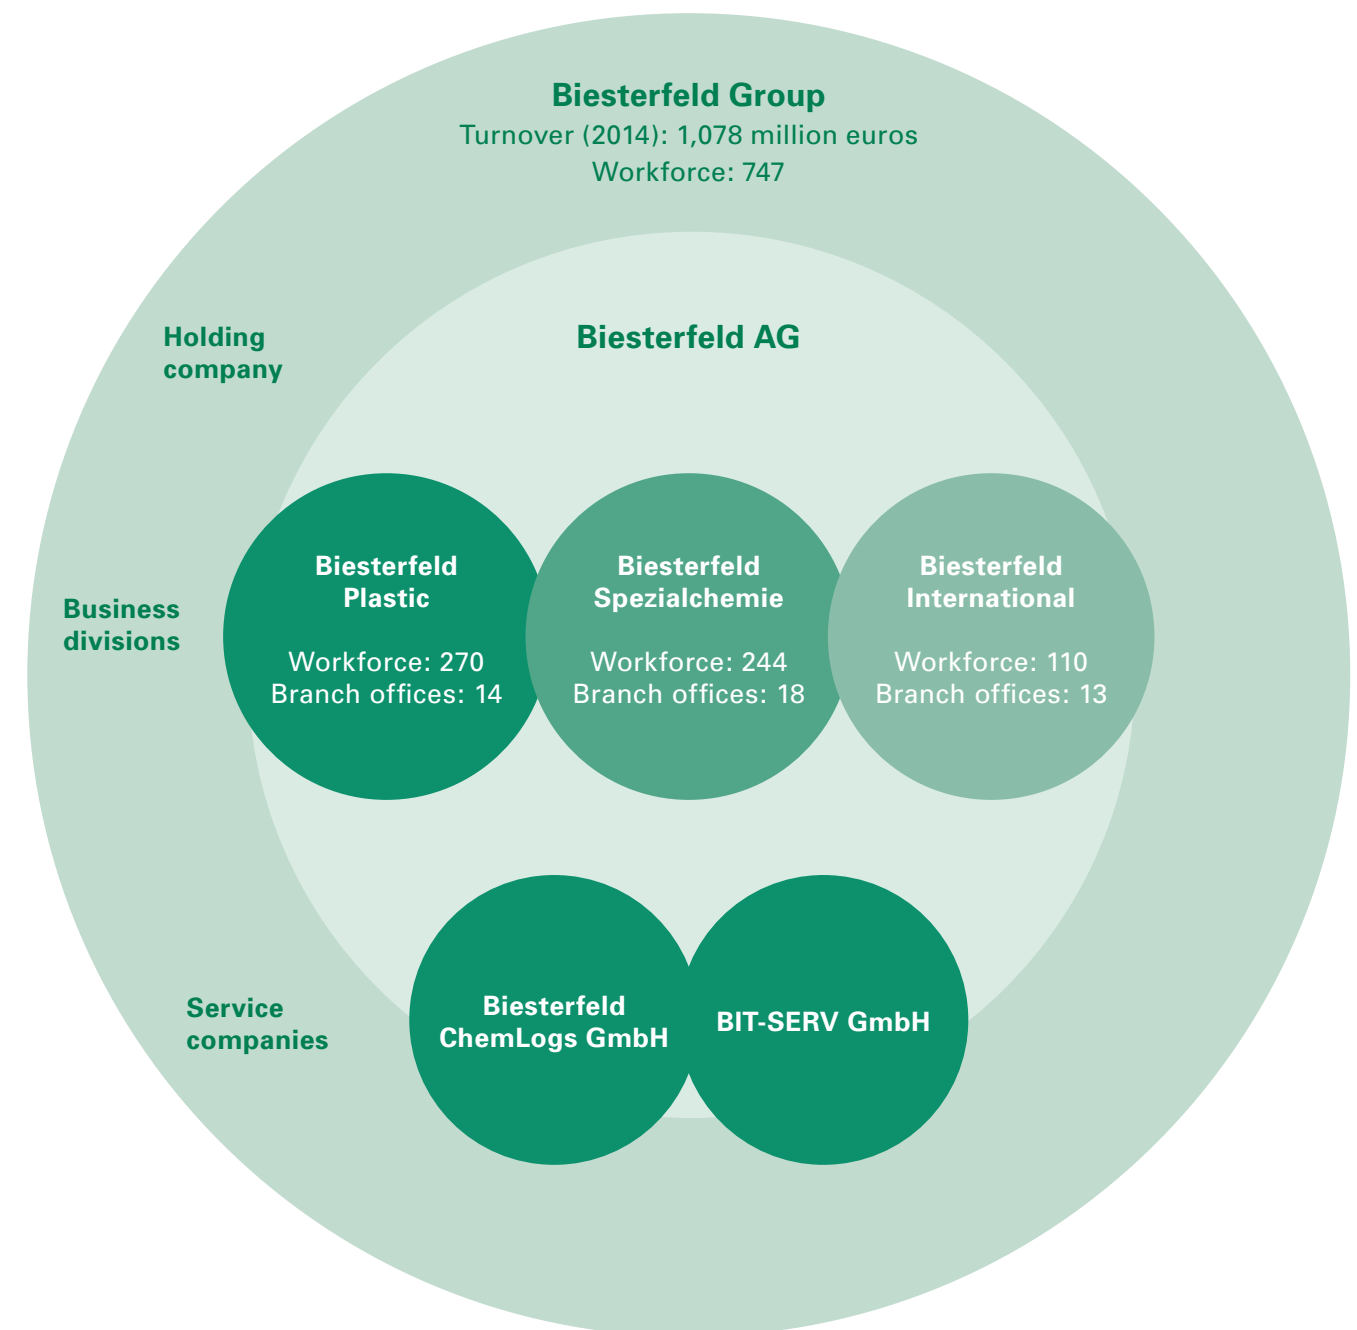 Biesterfeld Group
Turnover (2014): 1,078 million euros
Workforce: 747
Holding
company
Biesterfeld AG
Business
divisions
Biesterfeld
Plastic
Workforce: 270
Branch offices: 14
Biesterfeld
Spezialchemie
Workforce: 244
Branch offices: 18
Biesterfeld
International
Workforce: 110
Branch offices: 13
Service
companies
Biesterfeld
ChemLogs GmbH
BIT-SERV GmbH